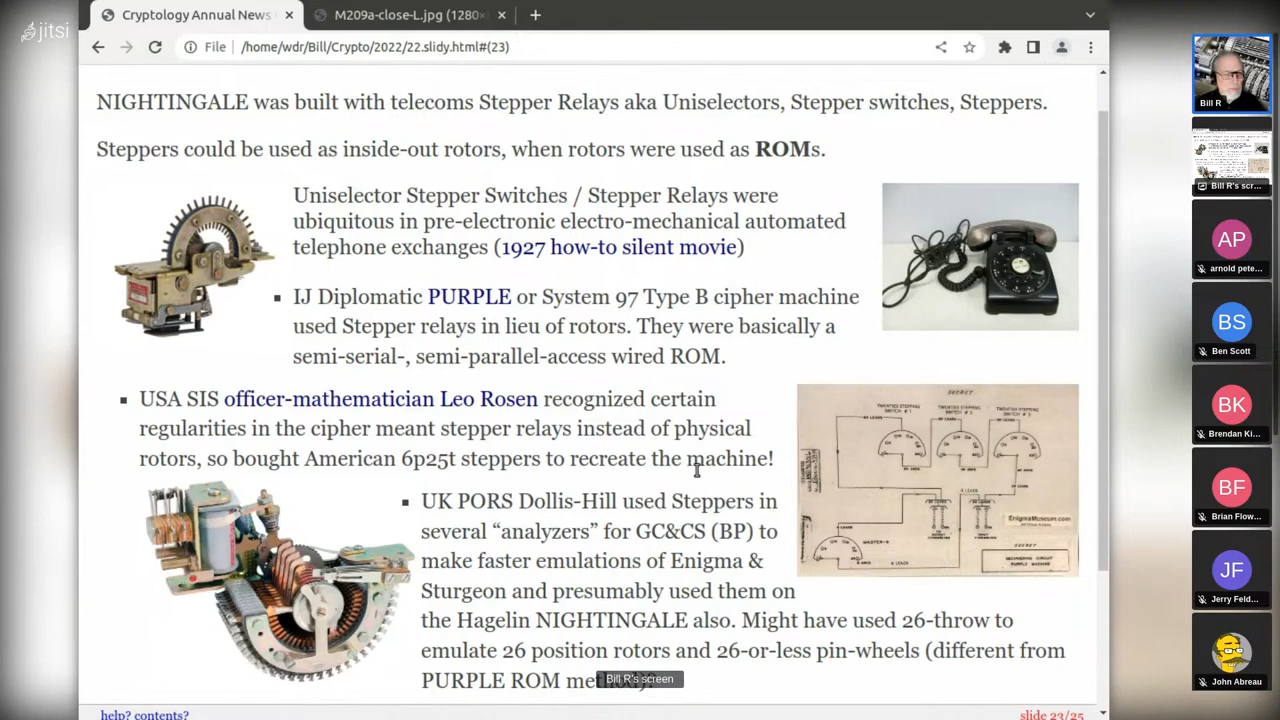 jitsi
Cryptology Annual News
M209a-close-L.jpg (1280×
File /home/wdr/Bill/Crypto/2022/22.slidy.html#(23)
NIGHTINGALE was built with telecoms Stepper Relays aka Uniselectors, Stepper switches, Steppers.
Steppers could be used as inside-out rotors when rotors were used as ROMs.
Uniselector Stepper Switches / Stepper Relays were
ubiquitous in pre-electronic electro-mechanical automated
telephone exchanges (1927 how-to silent movie)
▪ IJ Diplomatic PURPLE or System 97 Type B cipher machine
used Stepper relays in lieu of rotors. They were basically a
semi-serial-, semi-parallel-access wired ROM.
▪ USA SIS officer-mathematician Leo Rosen recognized certain
regularities in the cipher meant stepper relays instead of physical
rotors, so bought American 6p25t steppers to recreate the machine!
SECRET
EnigmaMuseum.com
SECRET
PURPLE MACHINE
▪ UK PORS Dollis-Hill used Steppers in
several “analyzers” for GC&CS (BP) to
make faster emutations of Enigma &
Sturgeon and presumably used them on
the Hagelin NIGHTINGALE also. Might have used 26-throw to
emulate 26 position rotors and 26-or-less pin-wheels (different from
PURPLE ROM
Bill R's screen
help? contents?
slide 23/25
Bill R
Bill R's scr...
AP
arnold pete...
BS
Ben Scott
BK
Brendan Ki...
BF
Brian Flow...
JF
Jerry Feld...
John Abreau